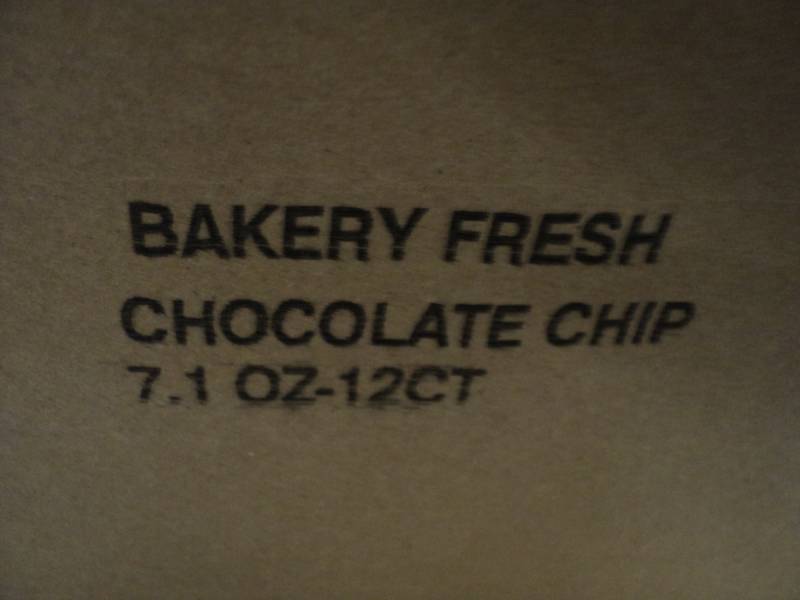 BAKERY FRESH
CHOCOLATE CHIP
7.1 OZ-12CT